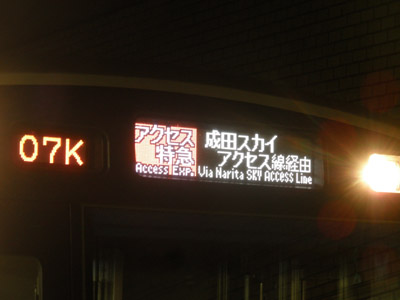 07K
アクセス
特急
Access Exp.
成田スカイ
アクセス線経由
Via Narita SKY Access Line